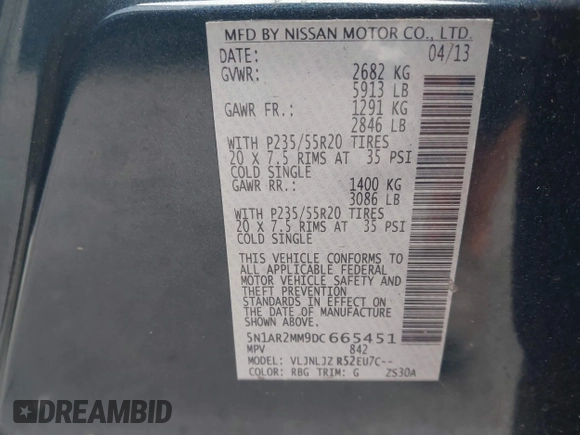 MFD BY NISSAN MOTOR CO., LTD.
DATE: 04/13
GVWR: 2682 KG
5913 LB
GAWR FR.: 1291 KG
2846 LB
WITH P235/55R20 TIRES
20 X 7.5 RIMS AT 35 PSI
COLD SINGLE
GAWR RR.: 1400 KG
3086 LB
WITH P235/55R20 TIRES
20 X 7.5 RIMS AT 35 PSI
COLD SINGLE
THIS VEHICLE CONFORMS TO
ALL APPLICABLE FEDERAL
MOTOR VEHICLE SAFETY AND
THEFT PREVENTION
STANDARDS IN EFFECT ON
THE DATE OF MANUFACTURE
SHOWN ABOVE.
5N1AR2MM9DC665451
MPV 842
MODEL: VLJNLJZ R52EU7C--
COLOR: RBG TRIM: G ZS30A
DREAMBID
DREAMBID